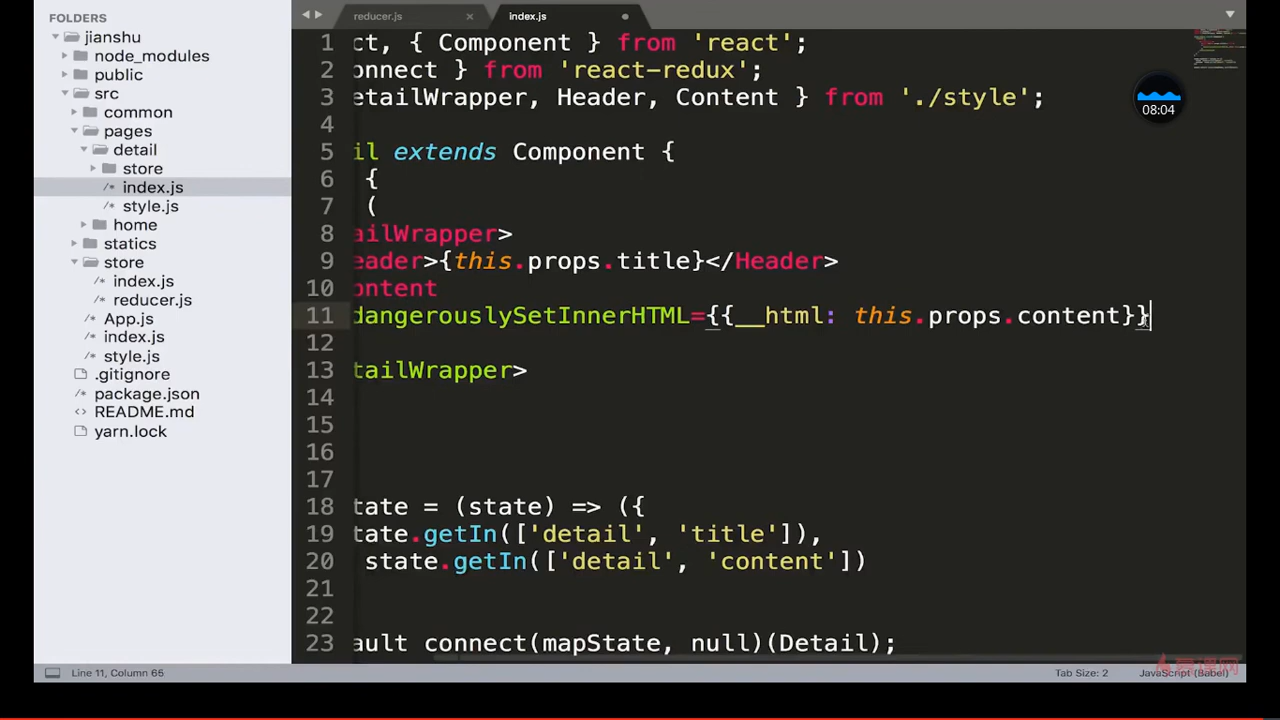 FOLDERS
jianshu
node_modules
public
src
common
pages
detail
store
index.js
style.js
home
statics
store
index.js
reducer.js
App.js
index.js
style.js
.gitignore
package.json
README.md
yarn.lock
reducer.js
index.js
1 ct, { Component } from 'react';
2 onnect } from 'react-redux';
3 etailWrapper, Header, Content } from './style';
4
5 il extends Component {
6 {
7 (
8 ailWrapper>
9 eader>{this.props.title}</Header>
10 ontent
11 dangerouslySetInnerHTML={{__html: this.props.content}}
12
13 tailWrapper>
14
15
16
17
18 tate = (state) => ({
19 tate.getIn(['detail', 'title']),
20 state.getIn(['detail', 'content'])
21
22
23 ault connect(mapState, null)(Detail);
08:04
Line 11, Column 65
Tab Size: 2
JavaScript (Babel)